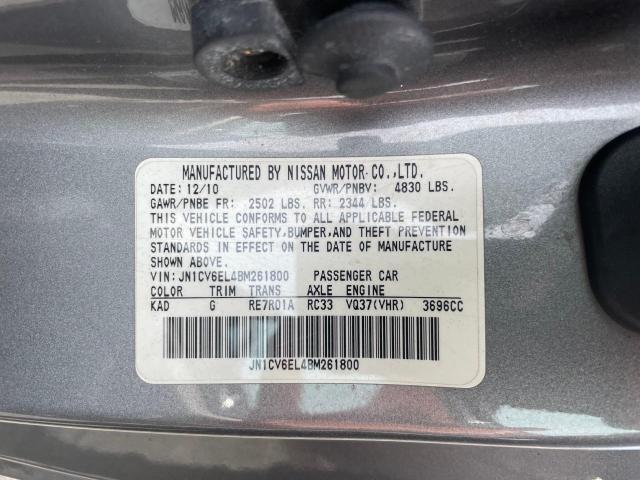 MANUFACTURED BY NISSAN MOTOR CO.,LTD.
DATE: 12/10 GVWR/PNBV: 4830 LBS.
GAWR/PNBE FR: 2502 LBS. RR: 2344 LBS.
THIS VEHICLE CONFORMS TO ALL APPLICABLE FEDERAL
MOTOR VEHICLE SAFETY,BUMPER,AND THEFT PREVENTION
STANDARDS IN EFFECT ON THE DATE OF MANUFACTURE
SHOWN ABOVE.
VIN:JN1CV6EL4BM261800 PASSENGER CAR
COLOR TRIM TRANS AXLE ENGINE
KAD G RE7R01A RC33 VQ37(VHR) 3696CC
JN1CV6EL4BM261800